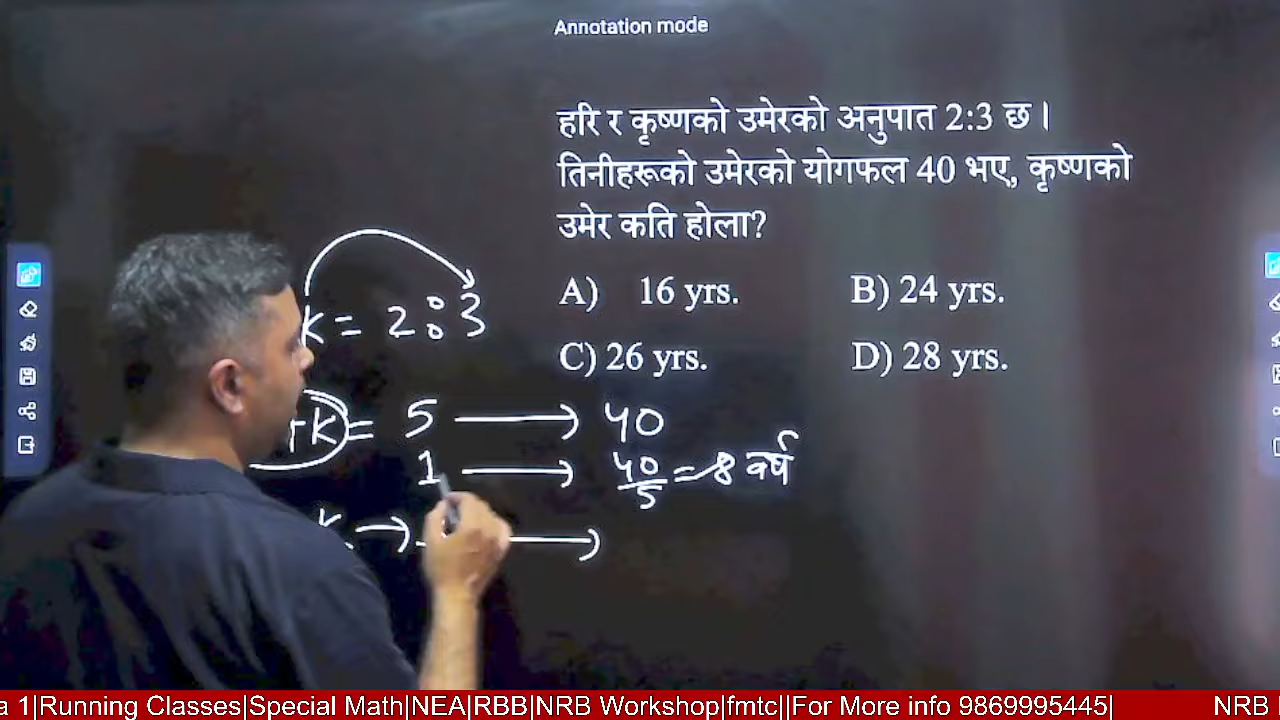 Annotation mode
हरि र कृष्णको उमेरको अनुपात 2:3 छ।
तिनीहरूको उमेरको योगफल 40 भए, कृष्णको
उमेर कति होला?
A) 16 yrs. B) 24 yrs.
C) 26 yrs. D) 28 yrs.
k = 2:3
+k = 5 → 40
1 → 40/5 = 8 वर्ष
k → →
a 1|Running Classes|Special Math|NEA|RBB|NRB Workshop|fmtc||For More info 9869995445| NRB